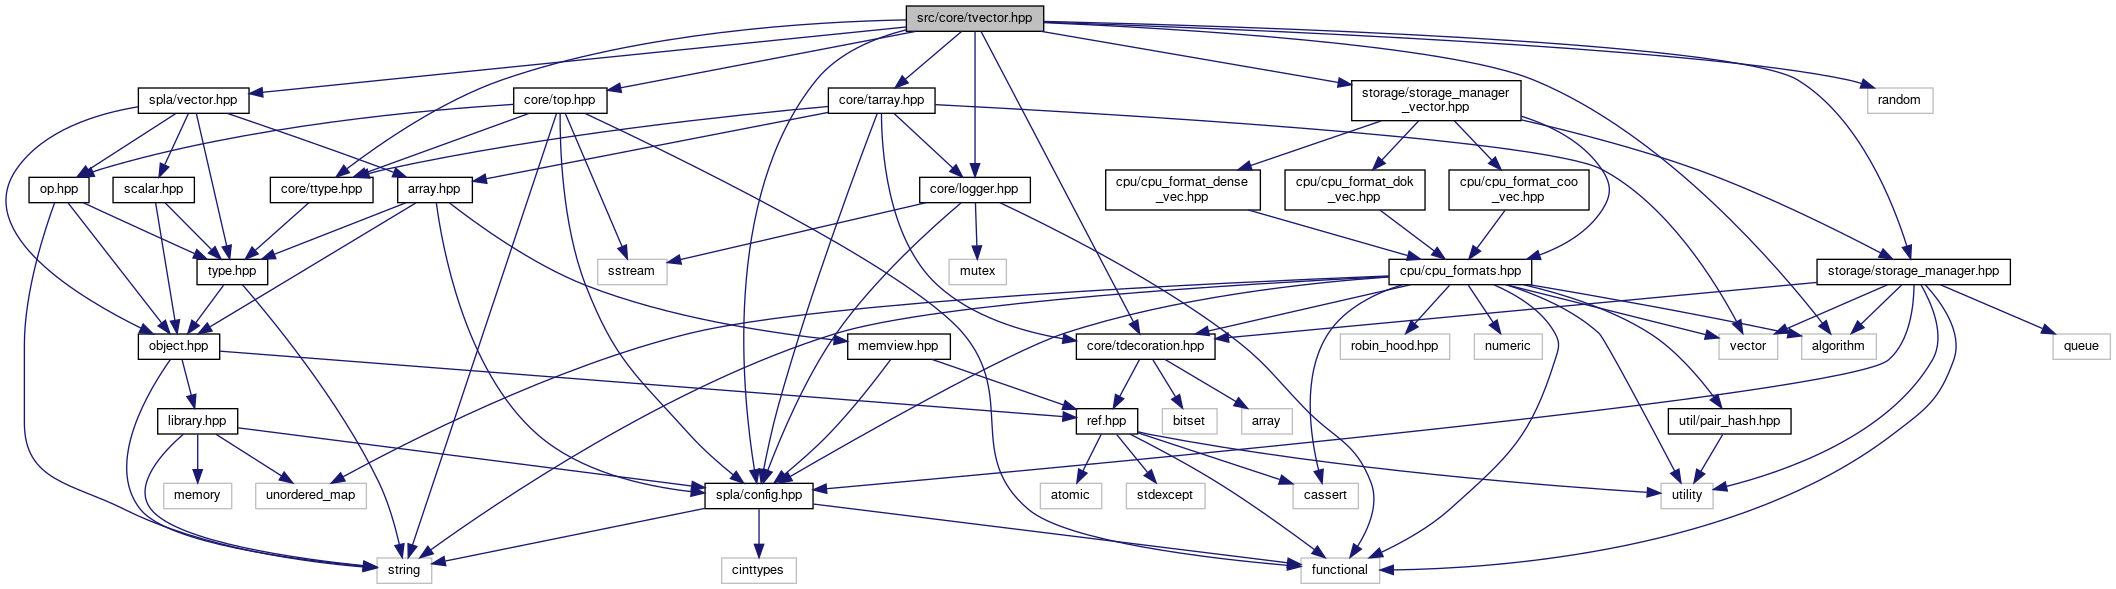 src/core/tvector.hpp
spla/vector.hpp
core/top.hpp
core/tarray.hpp
storage/storage_manager
_vector.hpp
random
op.hpp
scalar.hpp
core/ttype.hpp
array.hpp
core/logger.hpp
cpu/cpu_format_dense
_vec.hpp
cpu/cpu_format_dok
_vec.hpp
cpu/cpu_format_coo
_vec.hpp
type.hpp
sstream
mutex
cpu/cpu_formats.hpp
storage/storage_manager.hpp
object.hpp
memview.hpp
core/tdecoration.hpp
robin_hood.hpp
numeric
vector
algorithm
queue
library.hpp
ref.hpp
bitset
array
util/pair_hash.hpp
memory
unordered_map
spla/config.hpp
atomic
stdexcept
cassert
utility
string
cinttypes
functional